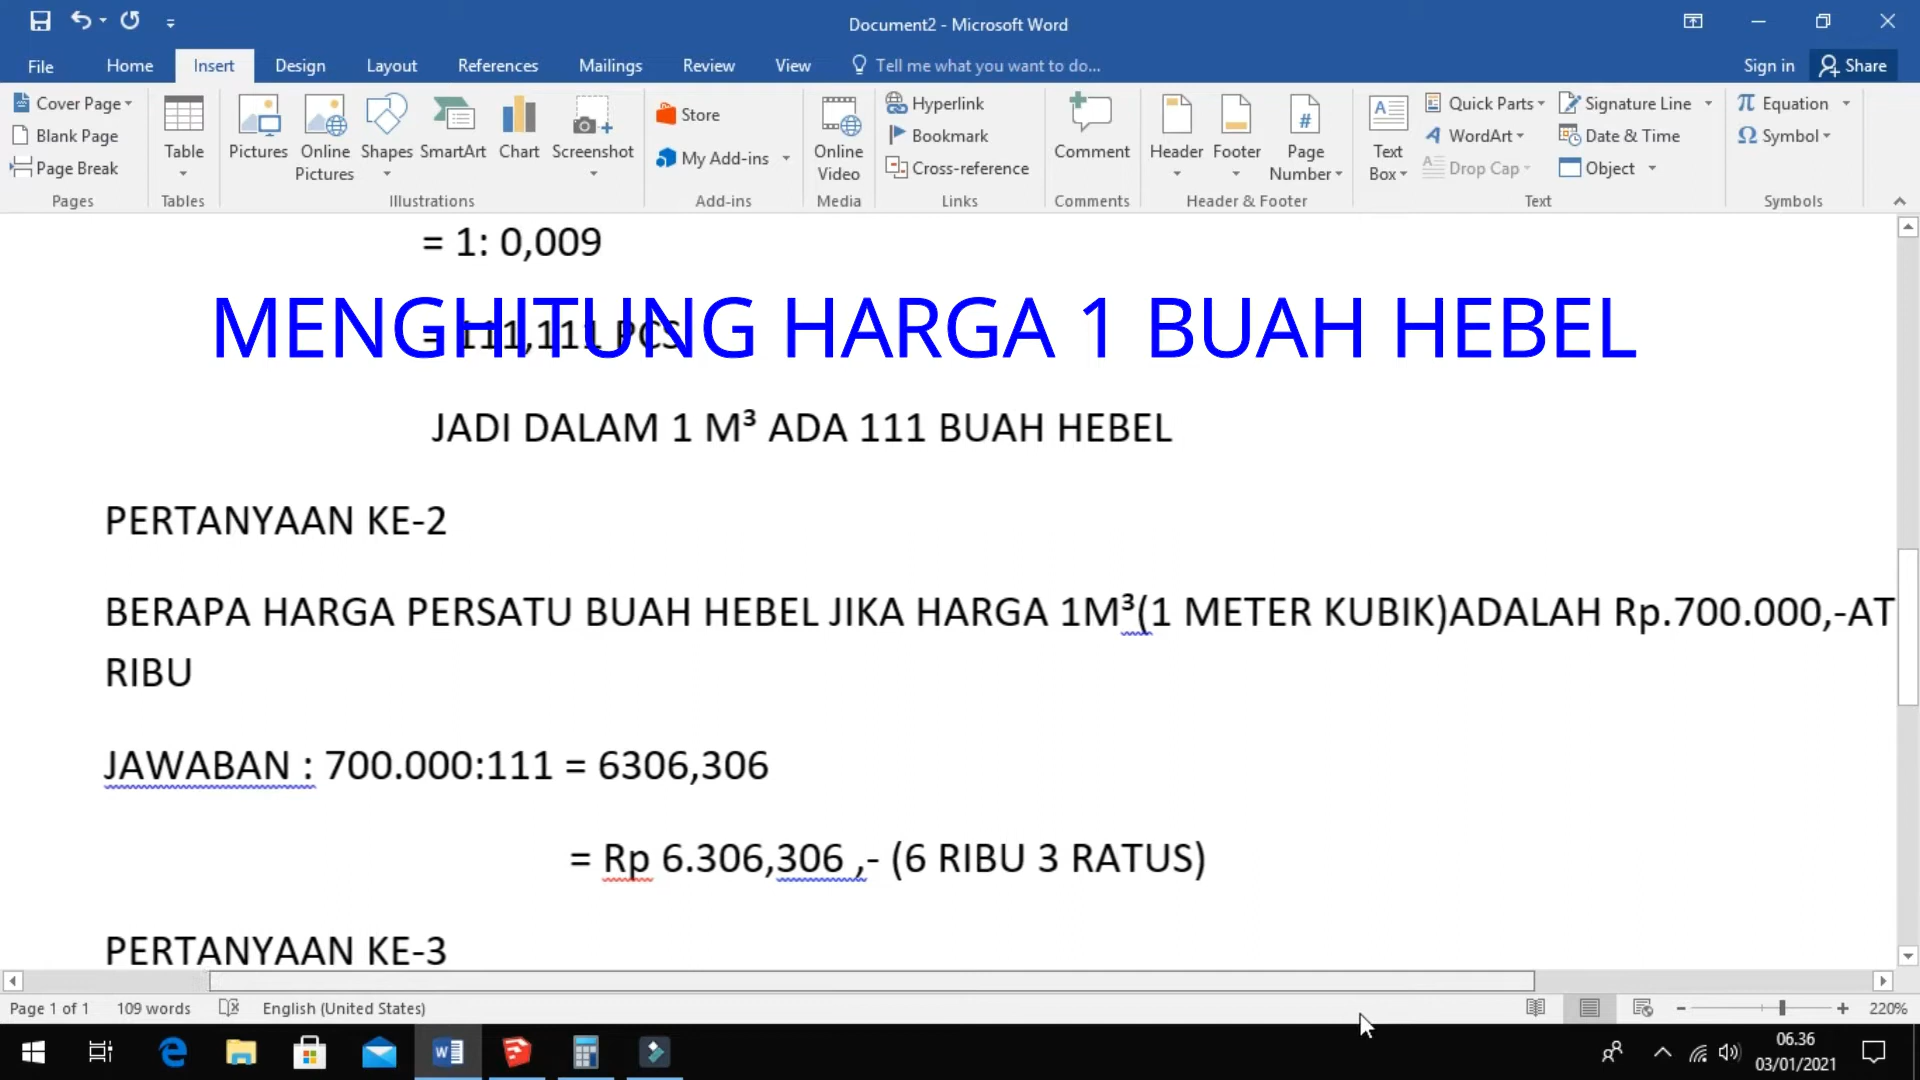 Document2 - Microsoft Word
File Home Insert Design Layout References Mailings Review View Tell me what you want to do... Sign in Share
Cover Page
Blank Page
Page Break
Pages
Table
Tables
Pictures
Online Pictures
Shapes
SmartArt
Chart
Screenshot
Illustrations
Store
My Add-ins
Add-ins
Online Video
Media
Hyperlink
Bookmark
Cross-reference
Links
Comment
Comments
Header
Footer
Page Number
Header & Footer
Text Box
Quick Parts
WordArt
Drop Cap
Signature Line
Date & Time
Object
Text
Equation
Symbol
Symbols
= 1: 0,009
MENGHITUNG HARGA 1 BUAH HEBEL
= 111,111 PCS
JADI DALAM 1 M³ ADA 111 BUAH HEBEL
PERTANYAAN KE-2
BERAPA HARGA PERSATU BUAH HEBEL JIKA HARGA 1M³(1 METER KUBIK)ADALAH Rp.700.000,-AT
RIBU
JAWABAN : 700.000:111 = 6306,306
= Rp 6.306,306 ,- (6 RIBU 3 RATUS)
PERTANYAAN KE-3
Page 1 of 1 109 words English (United States) 220%
06.36
03/01/2021